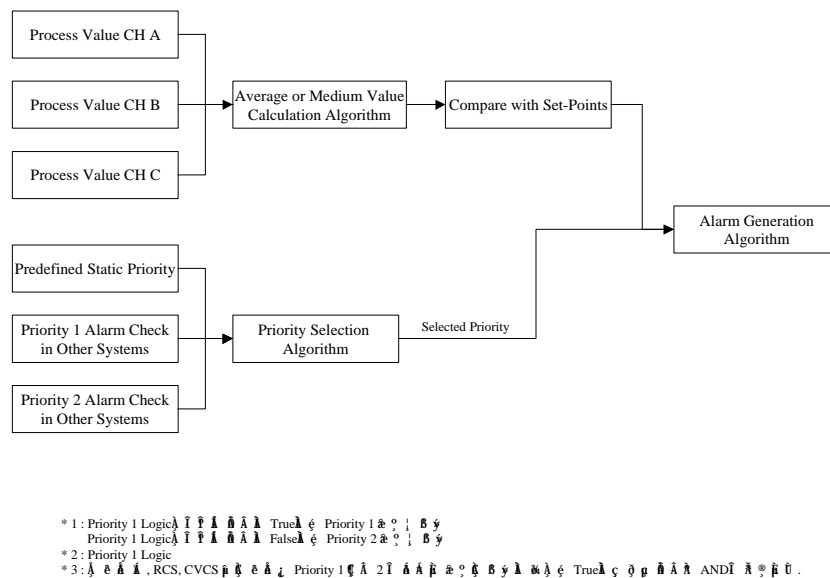 Process Value CH A
Process Value CH B
Process Value CH C
Average or Medium Value
Calculation Algorithm
Compare with Set-Points
Alarm Generation
Algorithm
Predefined Static Priority
Priority 1 Alarm Check
in Other Systems
Priority 2 Alarm Check
in Other Systems
Priority Selection
Algorithm
Selected Priority
* 1 : Priority 1 Logic True Priority 1
Priority 1 Logic False Priority 2
* 2 : Priority 1 Logic
* 3 : , RCS, CVCS Priority 1 2 True AND .